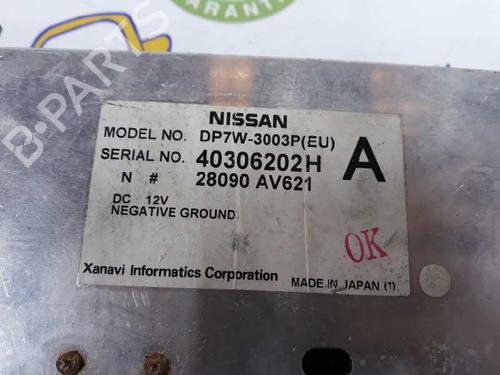 GARANTIE
NISSAN
MODEL NO. DP7W-3003P(EU)
SERIAL NO. 40306202H A
N # 28090 AV621
DC 12V
NEGATIVE GROUND
OK
Xanavi Informatics Corporation
MADE IN JAPAN (1)
B-PARTS